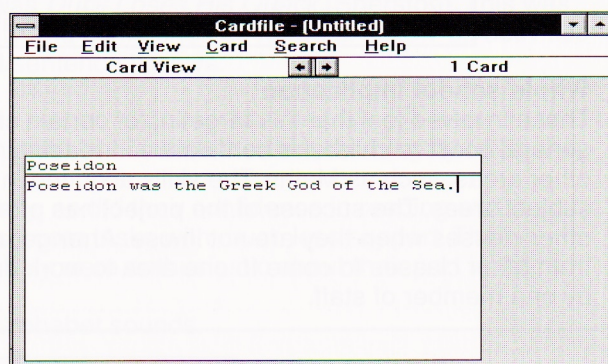 Cardfile - (Untitled)
File Edit View Card Search Help
Card View 1 Card
Poseidon
Poseidon was the Greek God of the Sea.